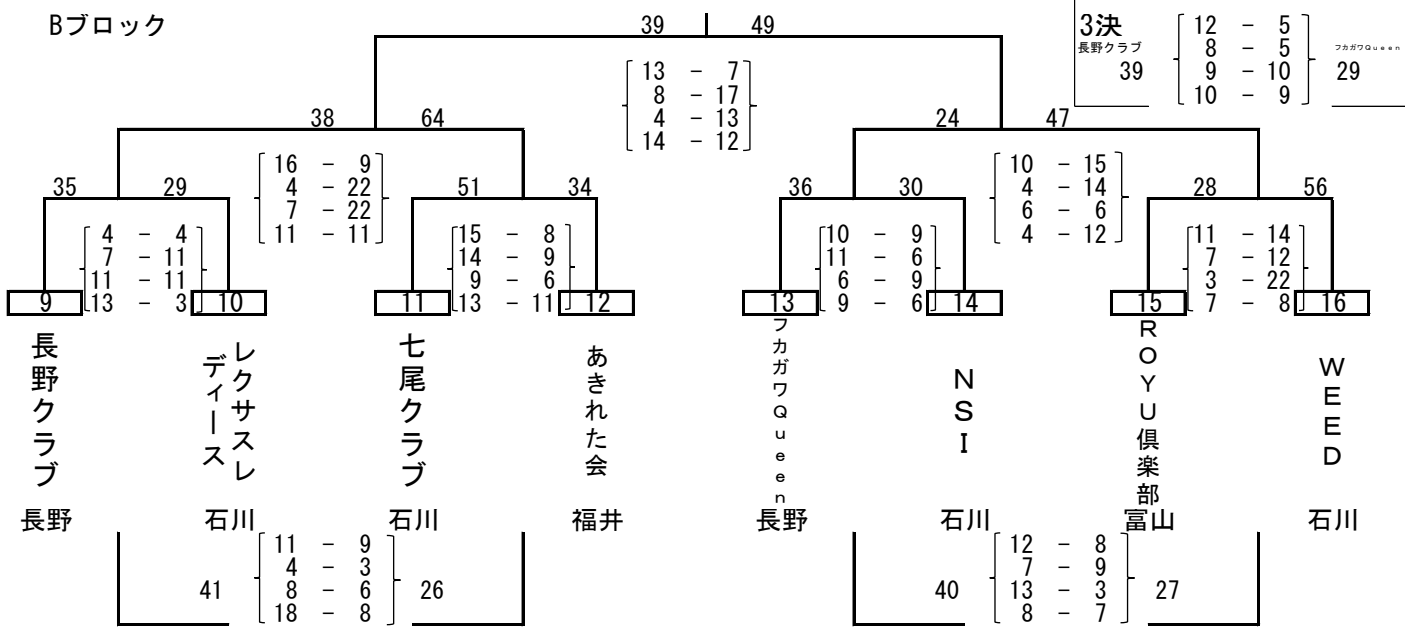 Bブロック
39 49
13 - 7
8 - 17
4 - 13
14 - 12
3決
長野クラブ
39
12 - 5
8 - 5
9 - 10
10 - 9
フカガワQueen
29
38 64
24 47
16 - 9
4 - 22
7 - 22
11 - 11
10 - 15
4 - 14
6 - 6
4 - 12
35 29
51 34
36 30
28 56
4 - 4
7 - 11
11 - 11
13 - 3
15 - 8
14 - 9
9 - 6
13 - 11
10 - 9
11 - 6
6 - 9
9 - 6
11 - 14
7 - 12
3 - 22
7 - 8
9
10
11
12
13
14
15
16
長野クラブ
レクサスレ
ディース
七尾クラブ
あきれた会
フカガワQueen
NSI
ROYU倶楽部
WEED
長野
石川
石川
福井
長野
石川
富山
石川
41
11 - 9
4 - 3
8 - 6
18 - 8
26
40
12 - 8
7 - 9
13 - 3
8 - 7
27